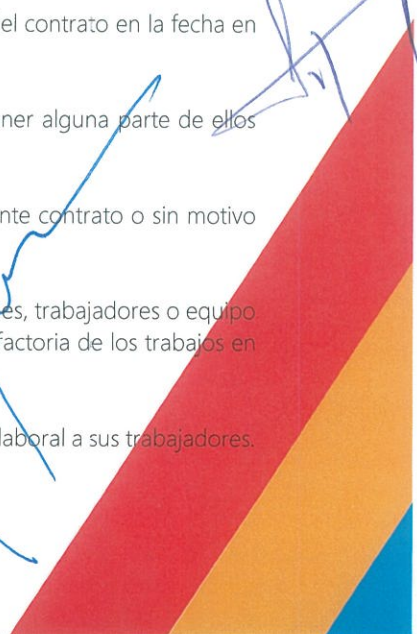 el contrato en la fecha en
ner alguna parte de ellos
nte contrato o sin motivo
es, trabajadores o equipo
factoria de los trabajos en
laboral a sus trabajadores.